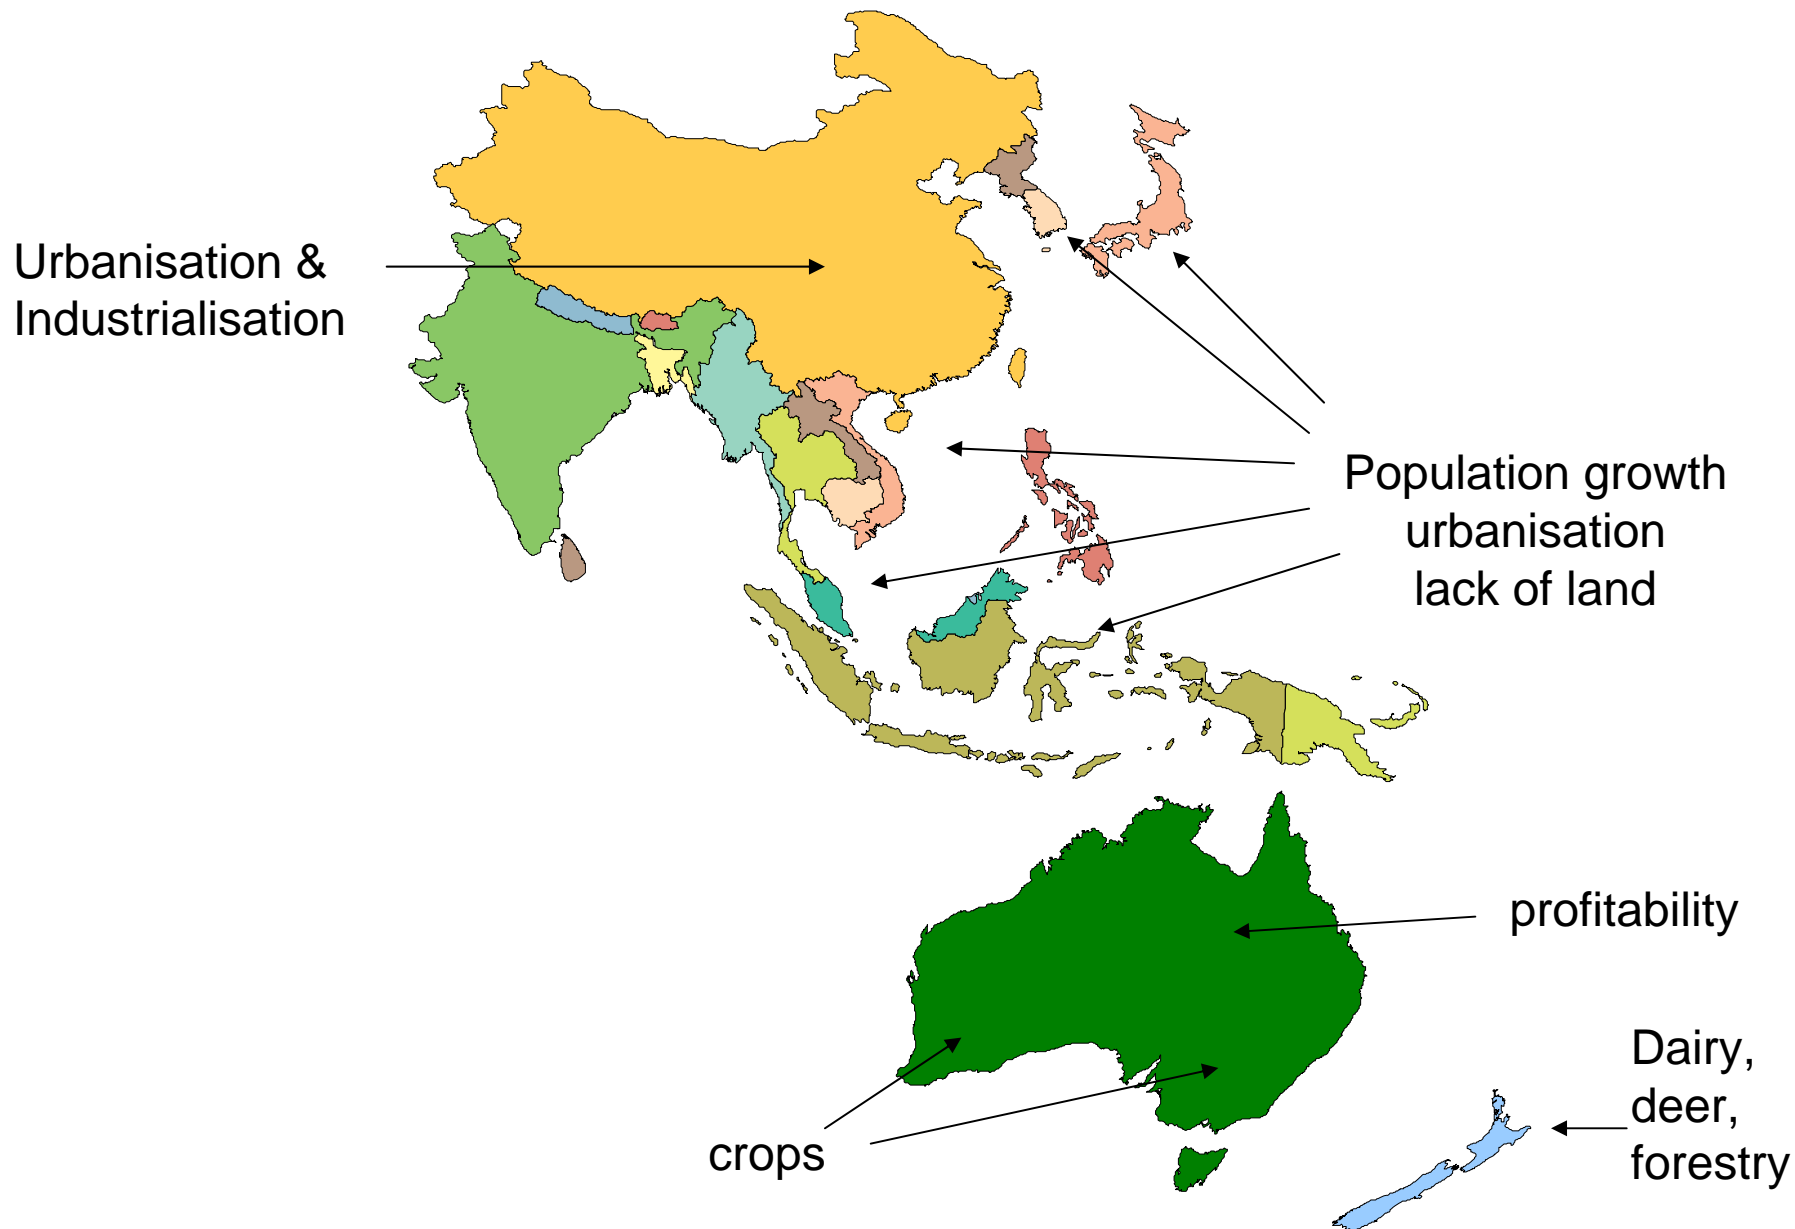 Urbanisation &
Industrialisation
Population growth
urbanisation
lack of land
profitability
Dairy,
deer,
forestry
crops